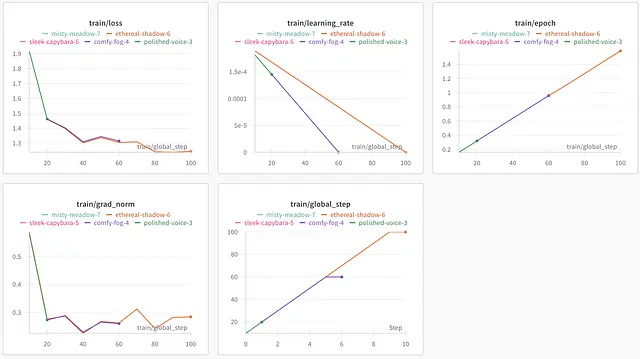 train/loss
misty-meadow-7 ethereal-shadow-6
sleek-capybara-5 comfy-fog-4 polished-voice-3
1.9
1.8
1.7
1.6
1.5
1.4
1.3
train/global_step
20 40 60 80 100
train/learning_rate
misty-meadow-7 ethereal-shadow-6
sleek-capybara-5 comfy-fog-4 polished-voice-3
1.5e-4
0.0001
5e-5
0
train/global_step
20 40 60 80 100
train/epoch
misty-meadow-7 ethereal-shadow-6
sleek-capybara-5 comfy-fog-4 polished-voice-3
1.4
1.2
1
0.8
0.6
0.4
0.2
train/global_step
20 40 60 80 100
train/grad_norm
misty-meadow-7 ethereal-shadow-6
sleek-capybara-5 comfy-fog-4 polished-voice-3
0.5
0.4
0.3
train/global_step
20 40 60 80 100
train/global_step
misty-meadow-7 ethereal-shadow-6
sleek-capybara-5 comfy-fog-4 polished-voice-3
100
80
60
40
20
Step
0 2 4 6 8 10